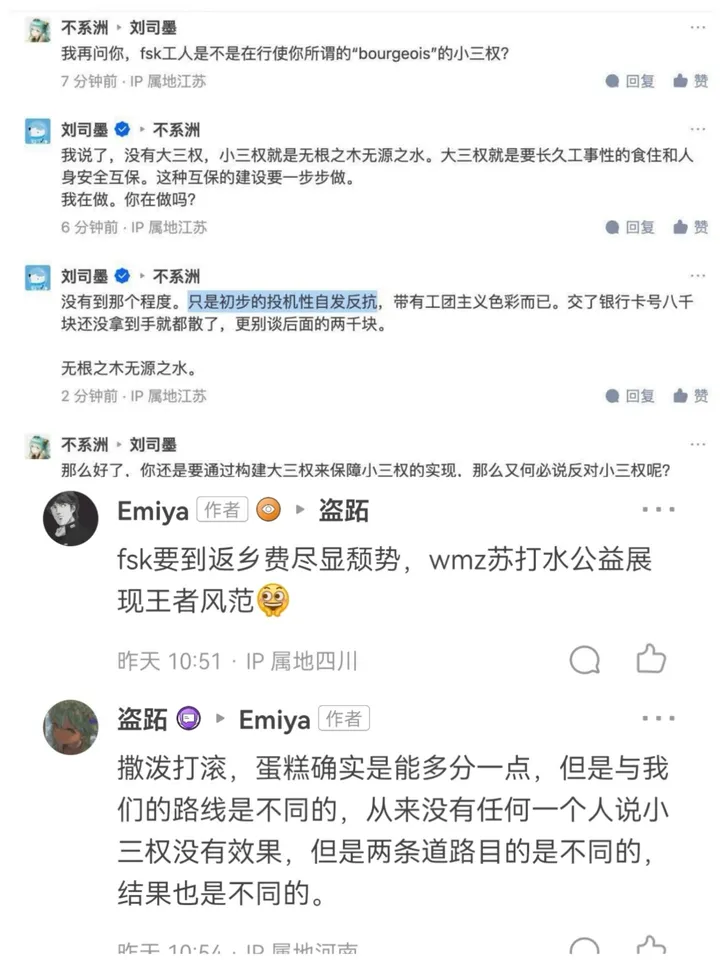 不系洲 ▸ 刘司墨
我再问你，fsk工人是不是在行使你所谓的“bourgeois”的小三权？
7 分钟前 · IP 属地江苏 回复 赞
刘司墨 ▸ 不系洲
我说了，没有大三权，小三权就是无根之木无源之水。大三权就是要长久工事性的食住和人
身安全互保。这种互保的建设要一步步做。
我在做。你在做吗？
6 分钟前 · IP 属地江苏 回复 赞
刘司墨 ▸ 不系洲
没有到那个程度。只是初步的投机性自发反抗，带有工团主义色彩而已。交了银行卡号八千
块还没拿到手就都散了，更别谈后面的两千块。
无根之木无源之水。
2 分钟前 · IP 属地江苏 回复 赞
不系洲 ▸ 刘司墨
那么好了，你还是要通过构建大三权来保障小三权的实现，那么又何必说反对小三权呢？
Emiya 作者 ▸ 盗跖
fsk要到返乡费尽显颓势，wmz苏打水公益展
现王者风范
昨天 10:51 · IP 属地四川
盗跖 ▸ Emiya 作者
撒泼打滚，蛋糕确实是能多分一点，但是与我
们的路线是不同的，从来没有任何一个人说小
三权没有效果，但是两条道路目的是不同的，
结果也是不同的。
昨天 10:54 · IP 属地河南